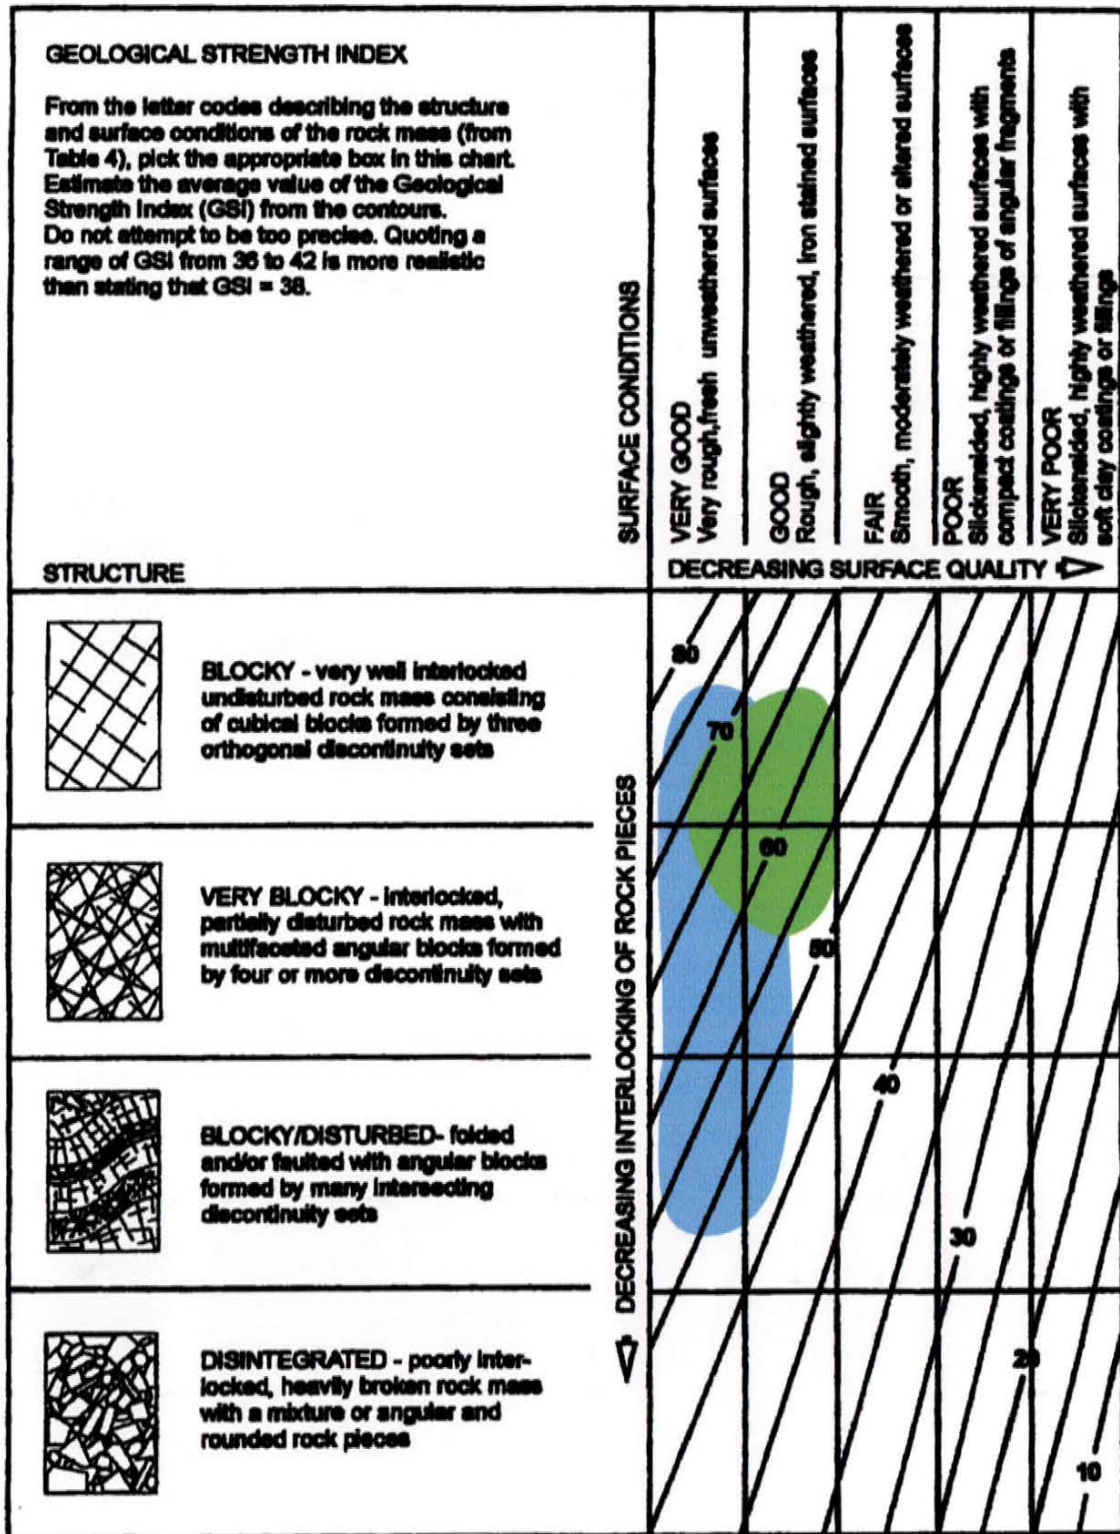 GEOLOGICAL STRENGTH INDEX
From the letter codes describing the structure
and surface conditions of the rock mass (from
Table 4), pick the appropriate box in this chart.
Estimate the average value of the Geological
Strength Index (GSI) from the contours.
Do not attempt to be too precise. Quoting a
range of GSI from 36 to 42 is more realistic
than stating that GSI = 38.
SURFACE CONDITIONS
VERY GOOD
Very rough,fresh unweathered surfaces
GOOD
Rough, slightly weathered, iron stained surfaces
FAIR
Smooth, moderately weathered or altered surfaces
POOR
Slickensided, highly weathered surfaces with
compact coatings or fillings of angular fragments
VERY POOR
Slickensided, highly weathered surfaces with
soft clay coatings or fillings
STRUCTURE
DECREASING SURFACE QUALITY
BLOCKY - very well interlocked
undisturbed rock mass consisting
of cubical blocks formed by three
orthogonal discontinuity sets
VERY BLOCKY - interlocked,
partially disturbed rock mass with
multifaceted angular blocks formed
by four or more discontinuity sets
BLOCKY/DISTURBED- folded
and/or faulted with angular blocks
formed by many intersecting
discontinuity sets
DISINTEGRATED - poorly inter-
locked, heavily broken rock mass
with a mixture or angular and
rounded rock pieces
DECREASING INTERLOCKING OF ROCK PIECES
80
70
60
50
40
30
20
10